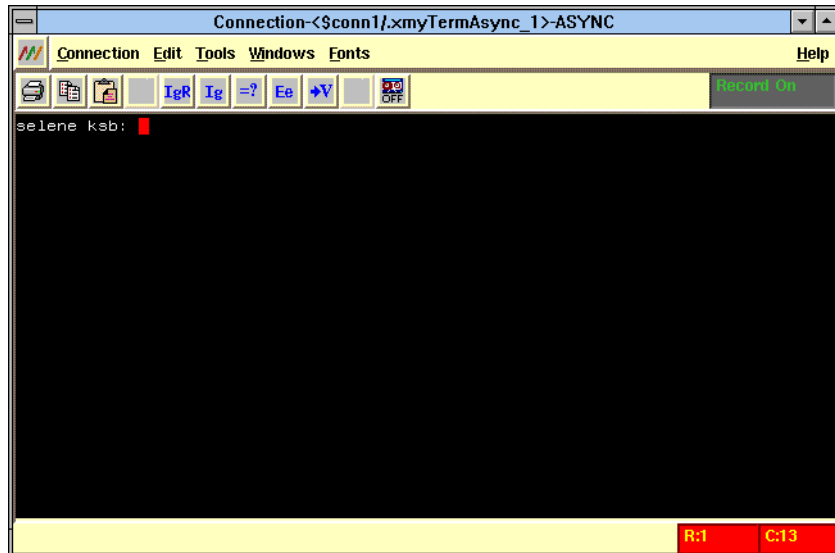 Connection-<$conn1/.xmyTermAsync_1>-ASYNC
Connection Edit Tools Windows Fonts Help
IgR Ig =? Ee →V OFF Record On
selene ksb:
R:1 C:13